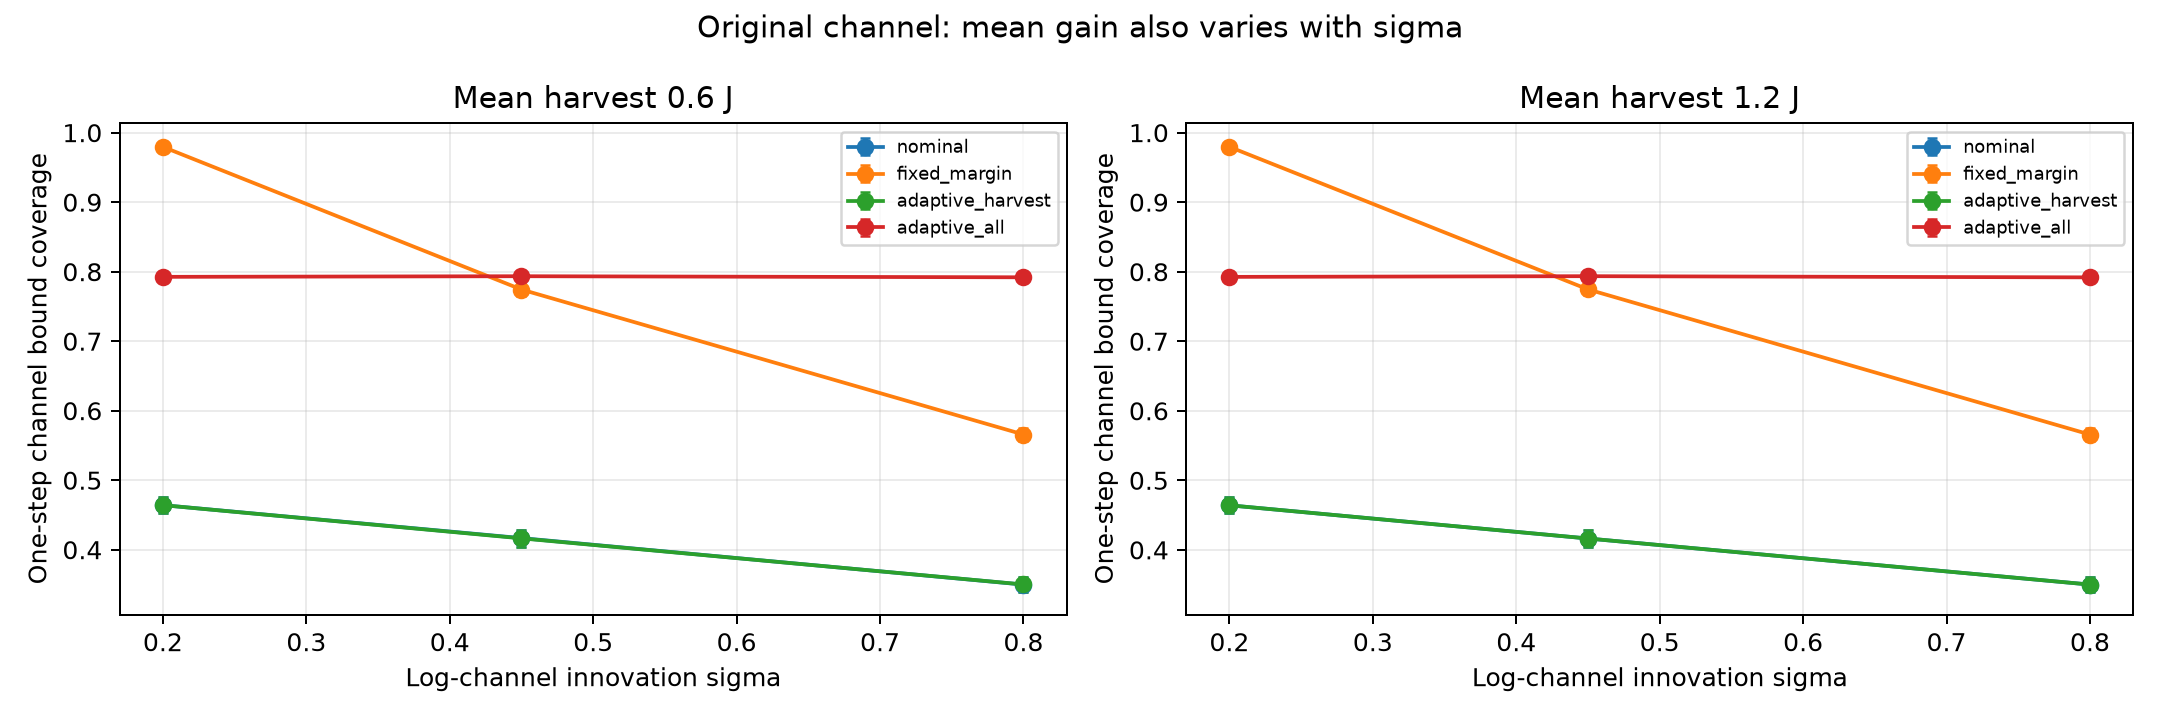 Original channel: mean gain also varies with sigma
Mean harvest 0.6 J
One-step channel bound coverage
1.0
0.9
0.8
0.7
0.6
0.5
0.4
nominal
fixed_margin
adaptive_harvest
adaptive_all
0.2 0.3 0.4 0.5 0.6 0.7 0.8
Log-channel innovation sigma
Mean harvest 1.2 J
One-step channel bound coverage
1.0
0.9
0.8
0.7
0.6
0.5
0.4
nominal
fixed_margin
adaptive_harvest
adaptive_all
0.2 0.3 0.4 0.5 0.6 0.7 0.8
Log-channel innovation sigma